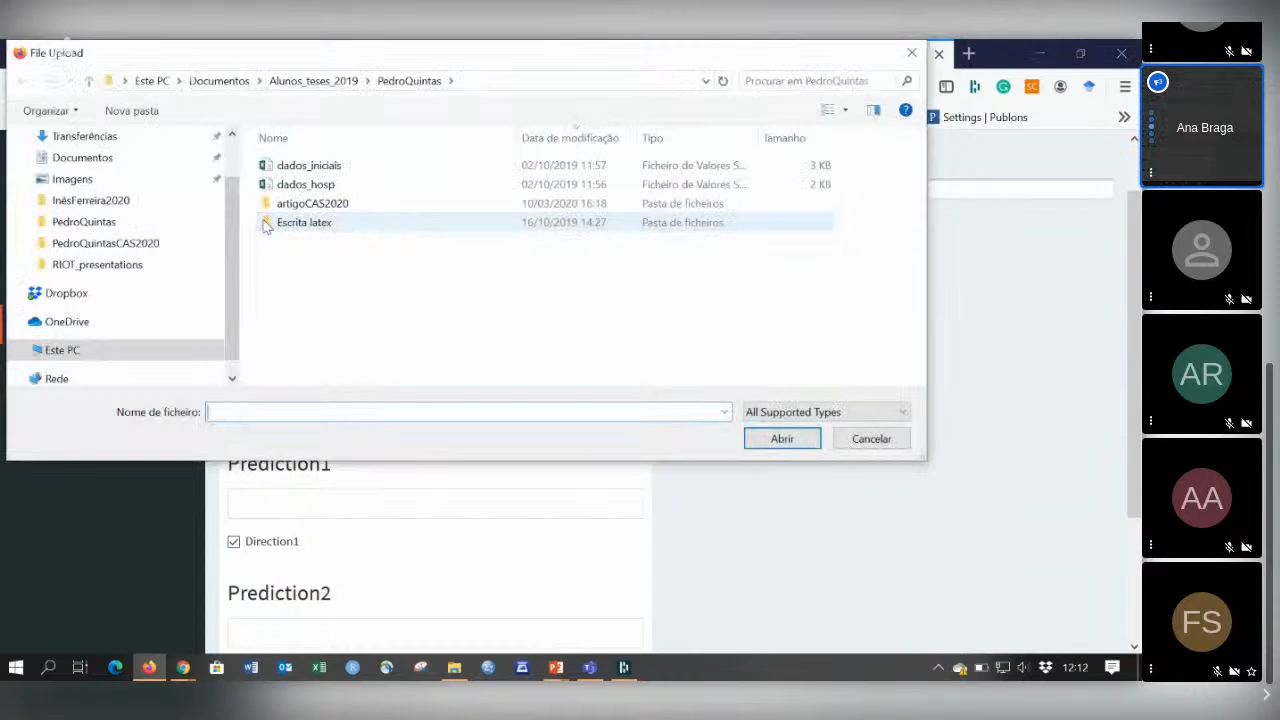 File Upload
Este PC
Documentos
Alunos_teses_2019
PedroQuintas
Procurar em PedroQuintas
Organizar
Nova pasta
Settings | Publons
Transferências
Documentos
Imagens
InêsFerreira2020
PedroQuintas
PedroQuintasCAS2020
RIOT_presentations
Dropbox
OneDrive
Este PC
Rede
Nome Data de modificação Tipo Tamanho
dados_iniciais 02/10/2019 11:57 Ficheiro de Valores S... 3 KB
dados_hosp 02/10/2019 11:56 Ficheiro de Valores S... 2 KB
artigoCAS2020 10/03/2020 16:18 Pasta de ficheiros
Escrita latex 16/10/2019 14:27 Pasta de ficheiros
Nome de ficheiro:
All Supported Types
Abrir
Cancelar
Prediction1
Direction1
Prediction2
12:12
Ana Braga
AR
AA
FS